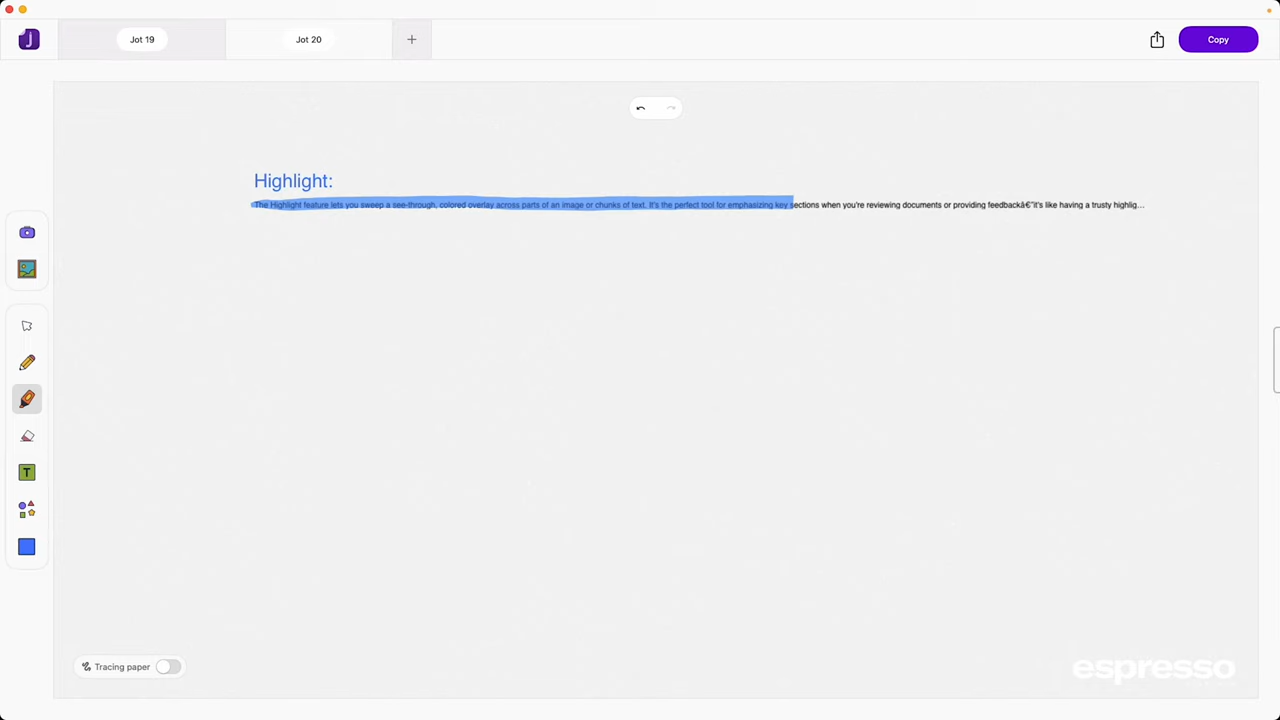 Jot 19
Jot 20
Copy
Highlight:
The Highlight feature lets you sweep a see-through, colored overlay across parts of an image or chunks of text. It's the perfect tool for emphasizing key sections when you're reviewing documents or providing feedbackâ€”it's like having a trusty highlig...
T
Tracing paper
espresso